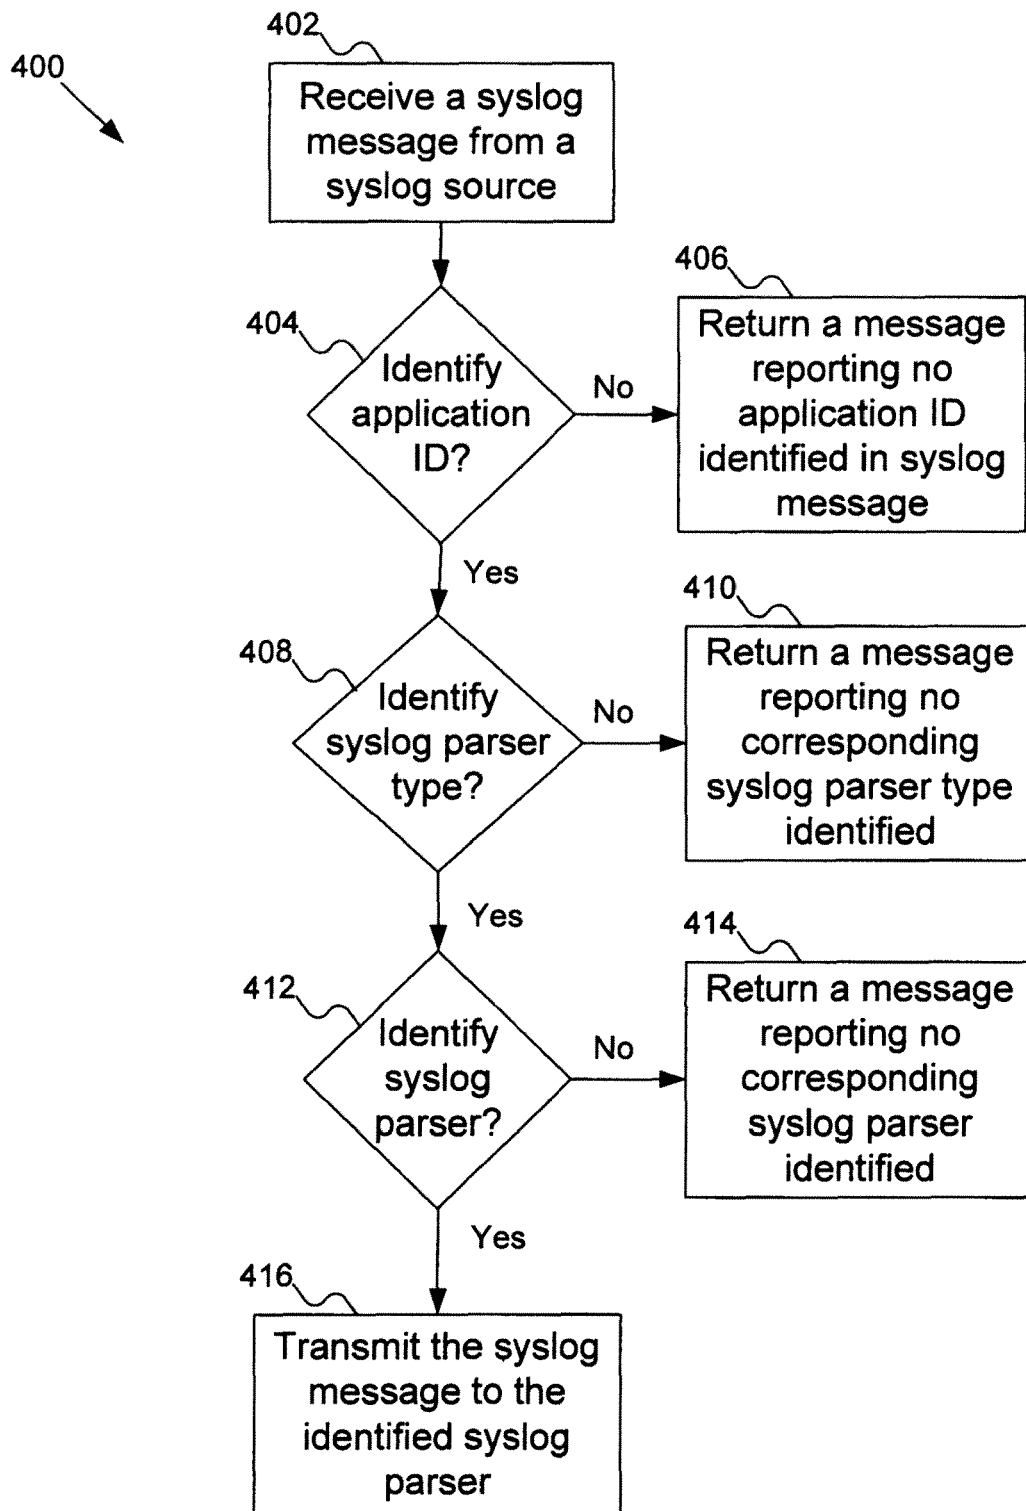 402
400
Receive a syslog
message from a
syslog source
406
404
Return a message
reporting no
application ID
identified in syslog
message
Identify
application
ID?
No
Yes
410
408
Return a message
reporting no
corresponding
syslog parser type
identified
Identify
syslog parser
type?
No
Yes
414
412
Return a message
reporting no
corresponding
syslog parser
identified
Identify
syslog
parser?
No
Yes
416
Transmit the syslog
message to the
identified syslog
parser